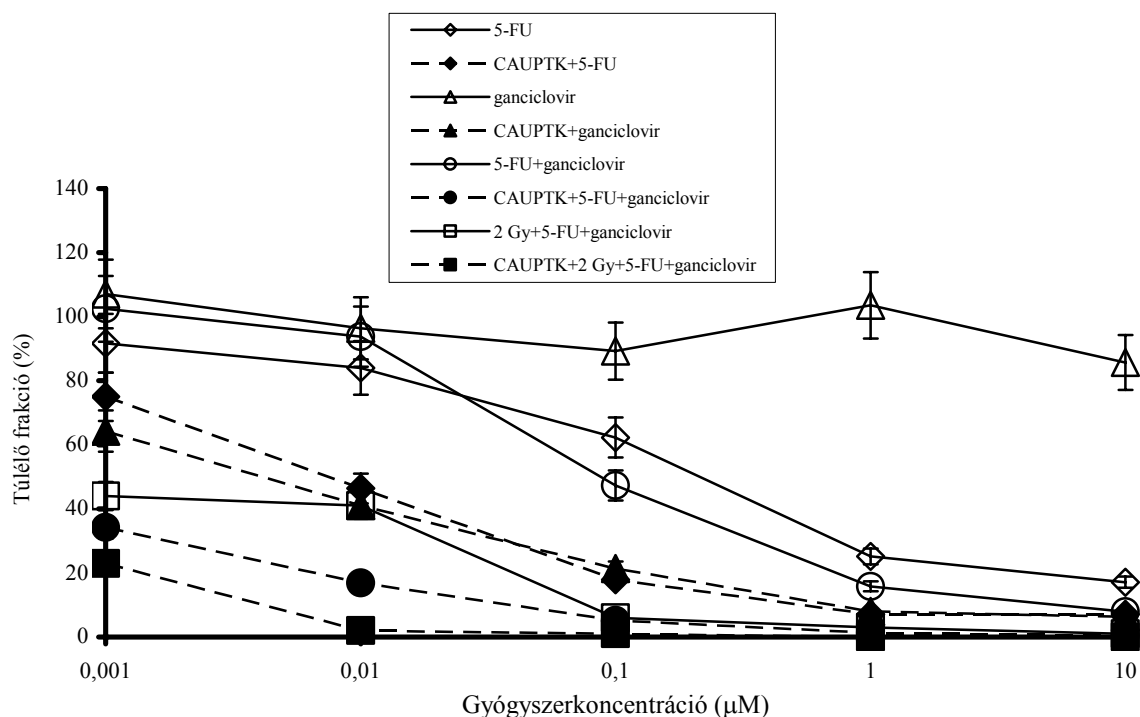 5-FU
CAUPTK+5-FU
ganciclovir
CAUPTK+ganciclovir
5-FU+ganciclovir
CAUPTK+5-FU+ganciclovir
2 Gy+5-FU+ganciclovir
CAUPTK+2 Gy+5-FU+ganciclovir
Túlélő frakció (%)
140
120
100
80
60
40
20
0
0,001 0,01 0,1 1 10
Gyógyszerkoncentráció (µM)